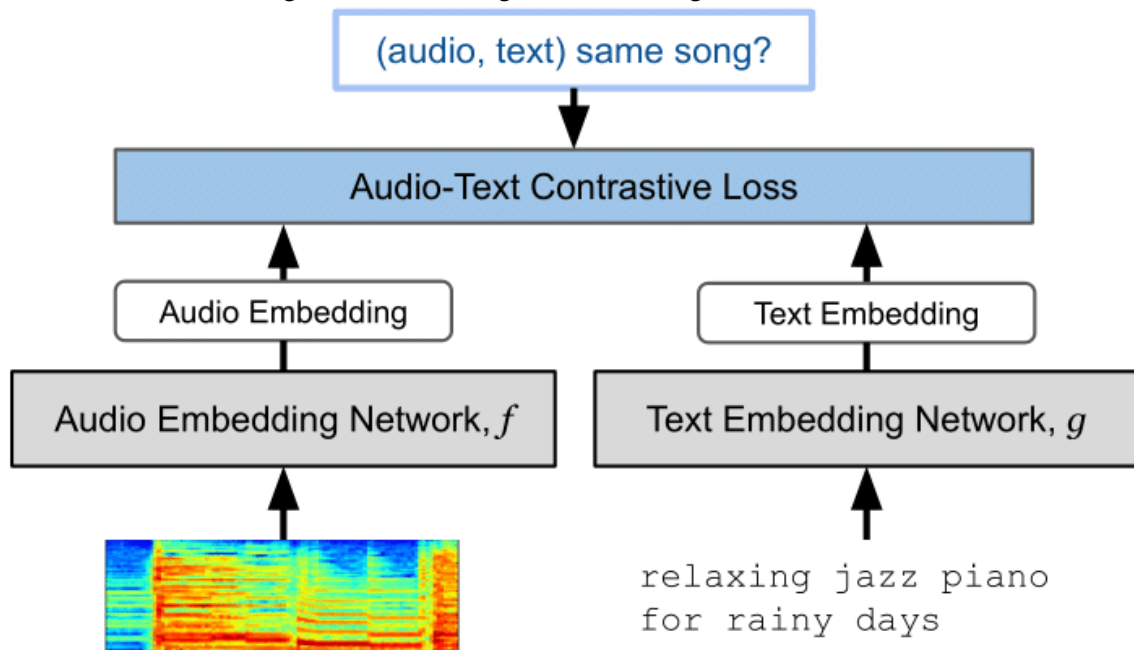 (audio, text) same song?
Audio-Text Contrastive Loss
Audio Embedding
Text Embedding
Audio Embedding Network, f
Text Embedding Network, g
relaxing jazz piano
for rainy days